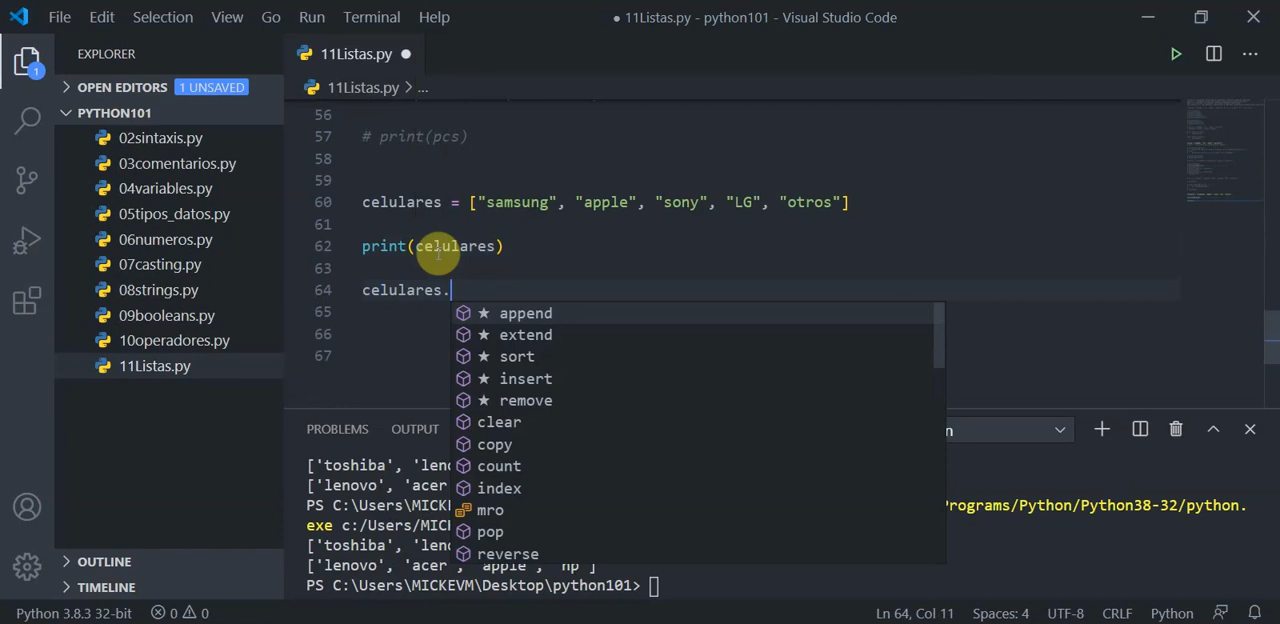 File Edit Selection View Go Run Terminal Help
● 11Listas.py - python101 - Visual Studio Code
EXPLORER
11Listas.py ●
OPEN EDITORS 1 UNSAVED
11Listas.py > ...
PYTHON101
02sintaxis.py
03comentarios.py
04variables.py
05tipos_datos.py
06numeros.py
07casting.py
08strings.py
09booleans.py
10operadores.py
11Listas.py
OUTLINE
TIMELINE
1
56
57 # print(pcs)
58
59
60 celulares = ["samsung", "apple", "sony", "LG", "otros"]
61
62 print(celulares)
63
64 celulares.
65
66
67
★ append
★ extend
★ sort
★ insert
★ remove
clear
copy
count
index
mro
pop
reverse
PROBLEMS OUTPUT
['toshiba', 'len
['lenovo', 'acer
PS C:\Users\MICKEVM rograms/Python/Python38-32/python.
exe c:/Users/MICKEVM
['toshiba', 'len
['lenovo', 'acer', 'apple', 'hp']
PS C:\Users\MICKEVM\Desktop\python101>
Python 3.8.3 32-bit 0 0 Ln 64, Col 11 Spaces: 4 UTF-8 CRLF Python